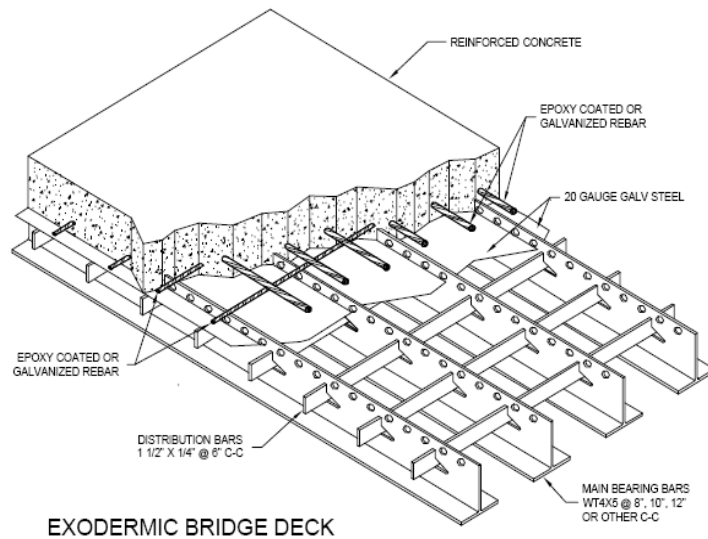 REINFORCED CONCRETE
EPOXY COATED OR
GALVANIZED REBAR
20 GAUGE GALV STEEL
EPOXY COATED OR
GALVANIZED REBAR
DISTRIBUTION BARS
1 1/2" X 1/4" @ 6" C-C
MAIN BEARING BARS
WT4X5 @ 8", 10", 12"
OR OTHER C-C
EXODERMIC BRIDGE DECK